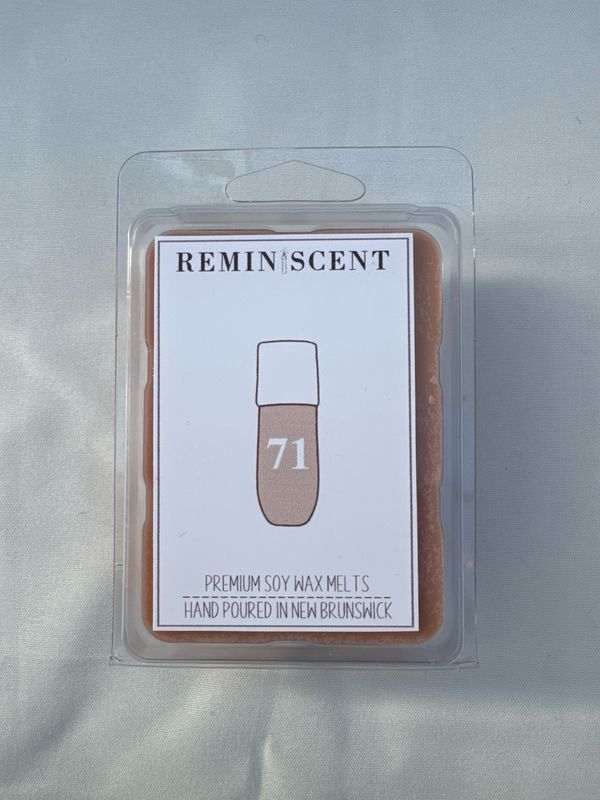 REMINISCENT
71
PREMIUM SOY WAX MELTS
HAND POURED IN NEW BRUNSWICK